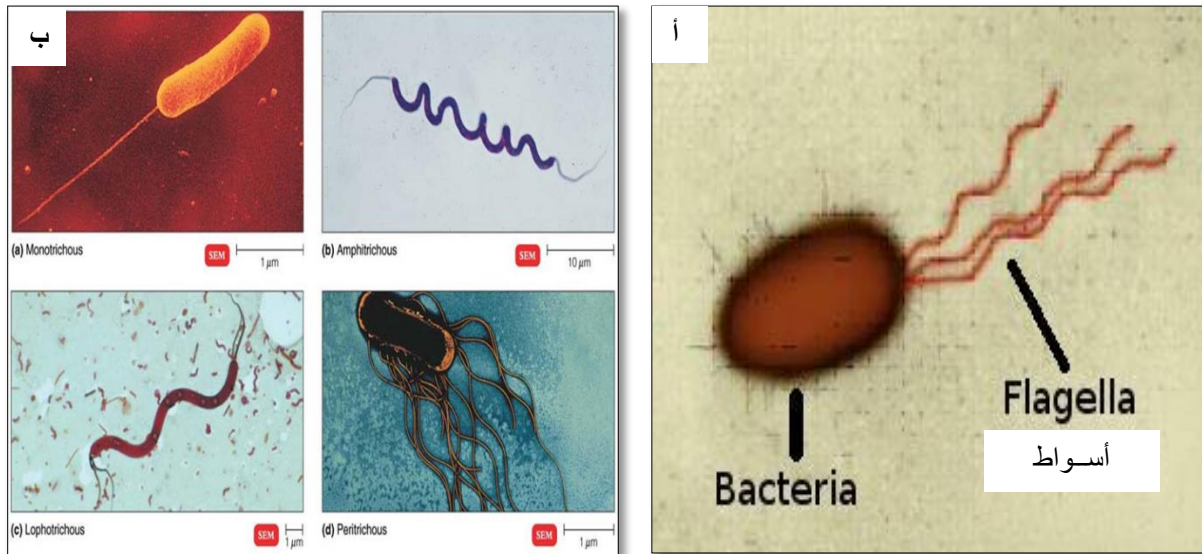 أ
Flagella
أسـواط
Bacteria
ب
(a) Monotrichous
SEM
1 µm
(b) Amphitrichous
SEM
10 µm
(c) Lophotrichous
SEM
1 µm
(d) Peritrichous
SEM
1 µm